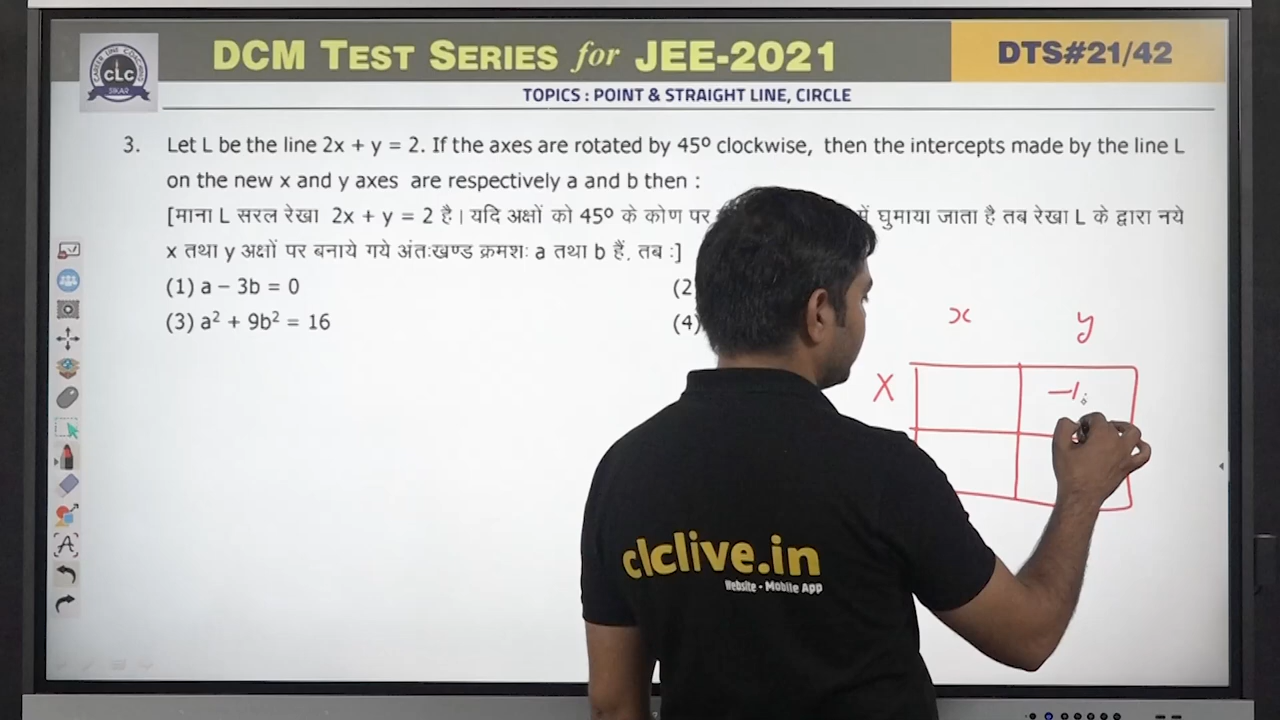 DCM TEST SERIES for JEE-2021
DTS#21/42
CLC
SIKAR
TOPICS : POINT & STRAIGHT LINE, CIRCLE
3. Let L be the line 2x + y = 2. If the axes are rotated by 45º clockwise, then the intercepts made by the line L
on the new x and y axes are respectively a and b then :
[माना L सरल रेखा 2x + y = 2 है। यदि अक्षों को 45º के कोण पर में घुमाया जाता है तब रेखा L के द्वारा नये
x तथा y अक्षों पर बनाये गये अंतःखण्ड क्रमशः a तथा b हैं, तब :]
(1) a – 3b = 0 (2
(3) a² + 9b² = 16 (4)
x y
X
clclive.in
Website - Mobile App